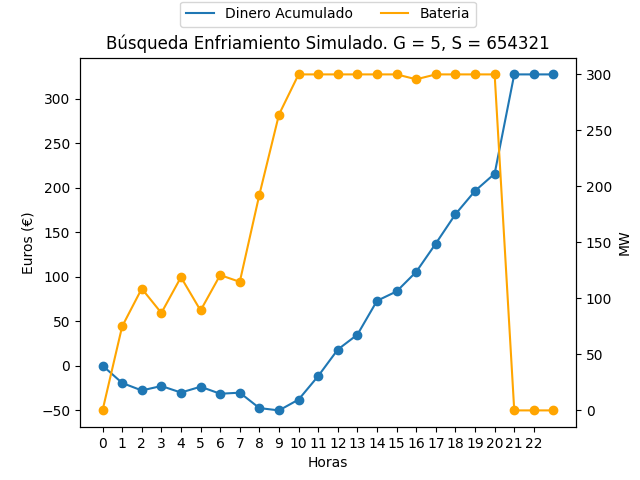 Dinero Acumulado Bateria
Búsqueda Enfriamiento Simulado. G = 5, S = 654321
300
250
200
150
100
50
0
−50
Euros (€)
300
250
200
150
100
50
0
MW
0 1 2 3 4 5 6 7 8 9 10 11 12 13 14 15 16 17 18 19 20 21 22
Horas